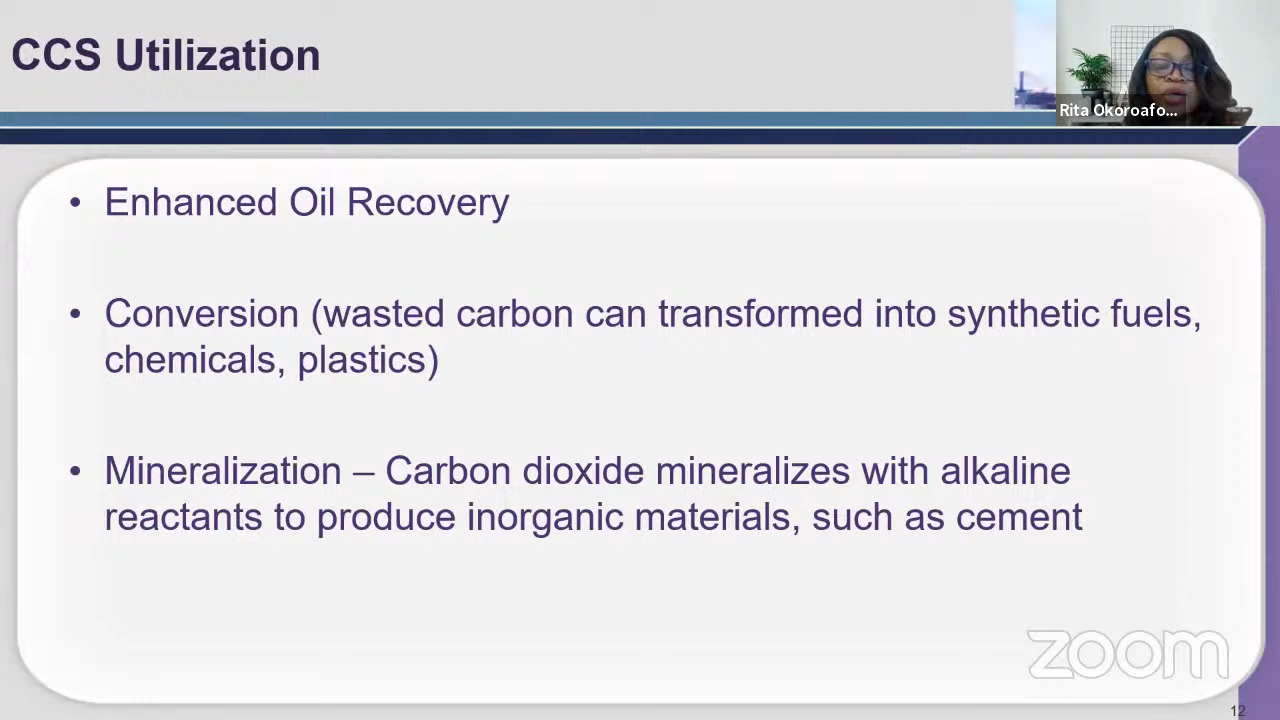 CCS Utilization
Rita Okoroafo...
• Enhanced Oil Recovery
• Conversion (wasted carbon can transformed into synthetic fuels,
chemicals, plastics)
• Mineralization – Carbon dioxide mineralizes with alkaline
reactants to produce inorganic materials, such as cement
zoom
12